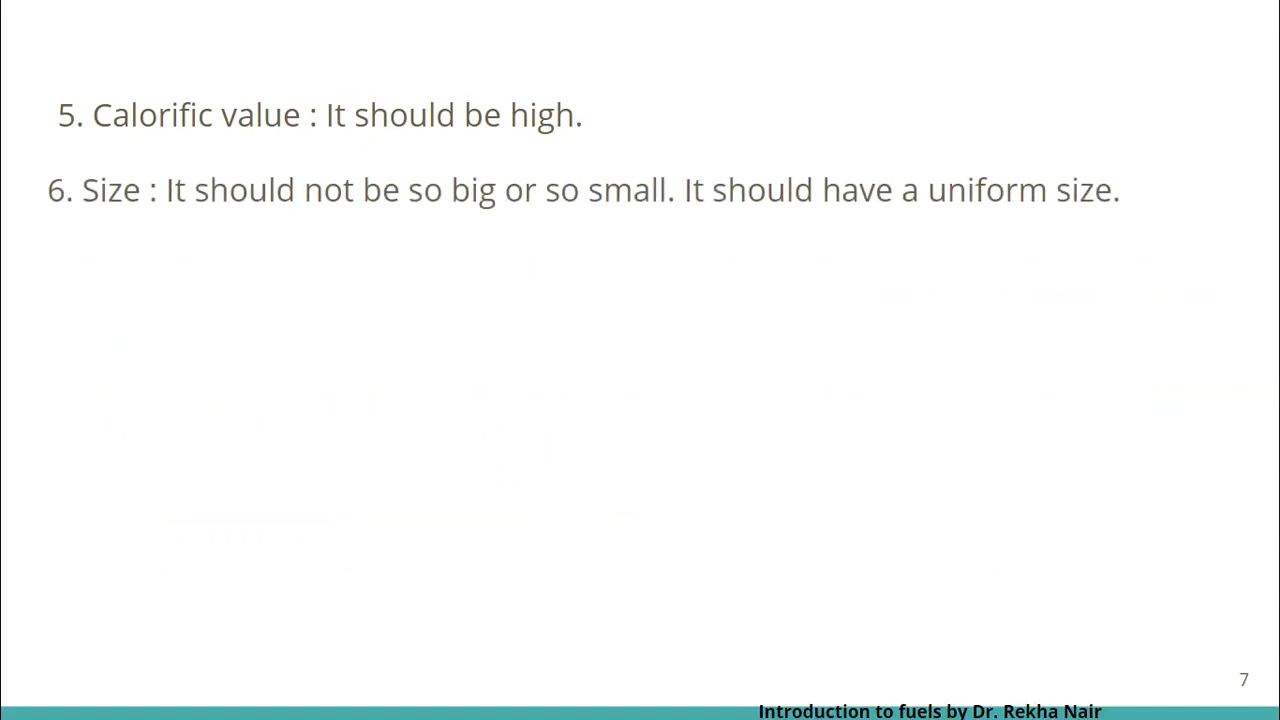 5. Calorific value : It should be high.
6. Size : It should not be so big or so small. It should have a uniform size.
7
Introduction to fuels by Dr. Rekha Nair